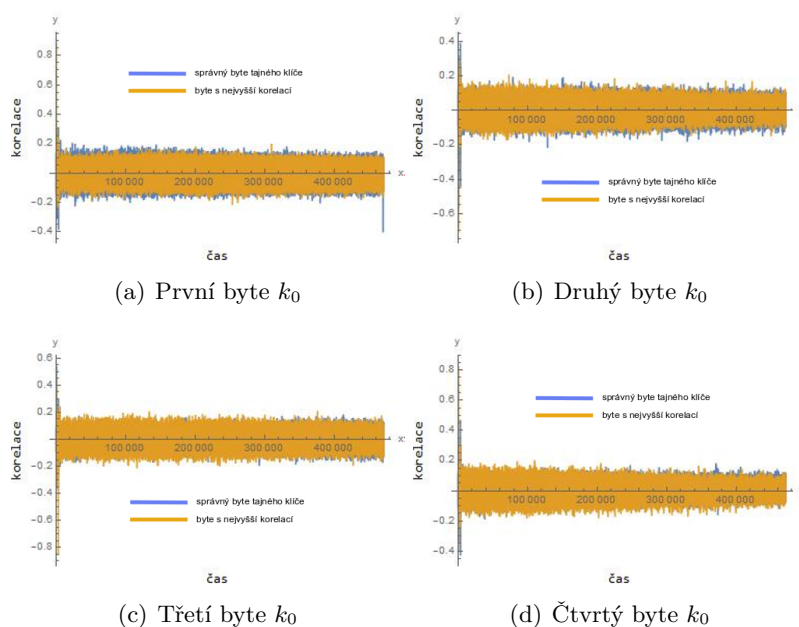 y
0.8
0.6
0.4
0.2
-0.2
-0.4
korelace
100 000
200 000
300 000
400 000
x
správný byte tajného klíče
byte s nejvyšší korelací
čas
(a) První byte k₀
y
0.4
0.2
-0.2
-0.4
-0.6
korelace
100 000
200 000
300 000
400 000
správný byte tajného klíče
byte s nejvyšší korelací
čas
(b) Druhý byte k₀
y
0.6
0.4
0.2
-0.2
-0.4
-0.6
-0.8
korelace
100 000
200 000
300 000
400 000
x
správný byte tajného klíče
byte s nejvyšší korelací
čas
(c) Třetí byte k₀
y
0.8
0.6
0.4
0.2
-0.2
-0.4
korelace
100 000
200 000
300 000
400 000
správný byte tajného klíče
byte s nejvyšší korelací
čas
(d) Čtvrtý byte k₀